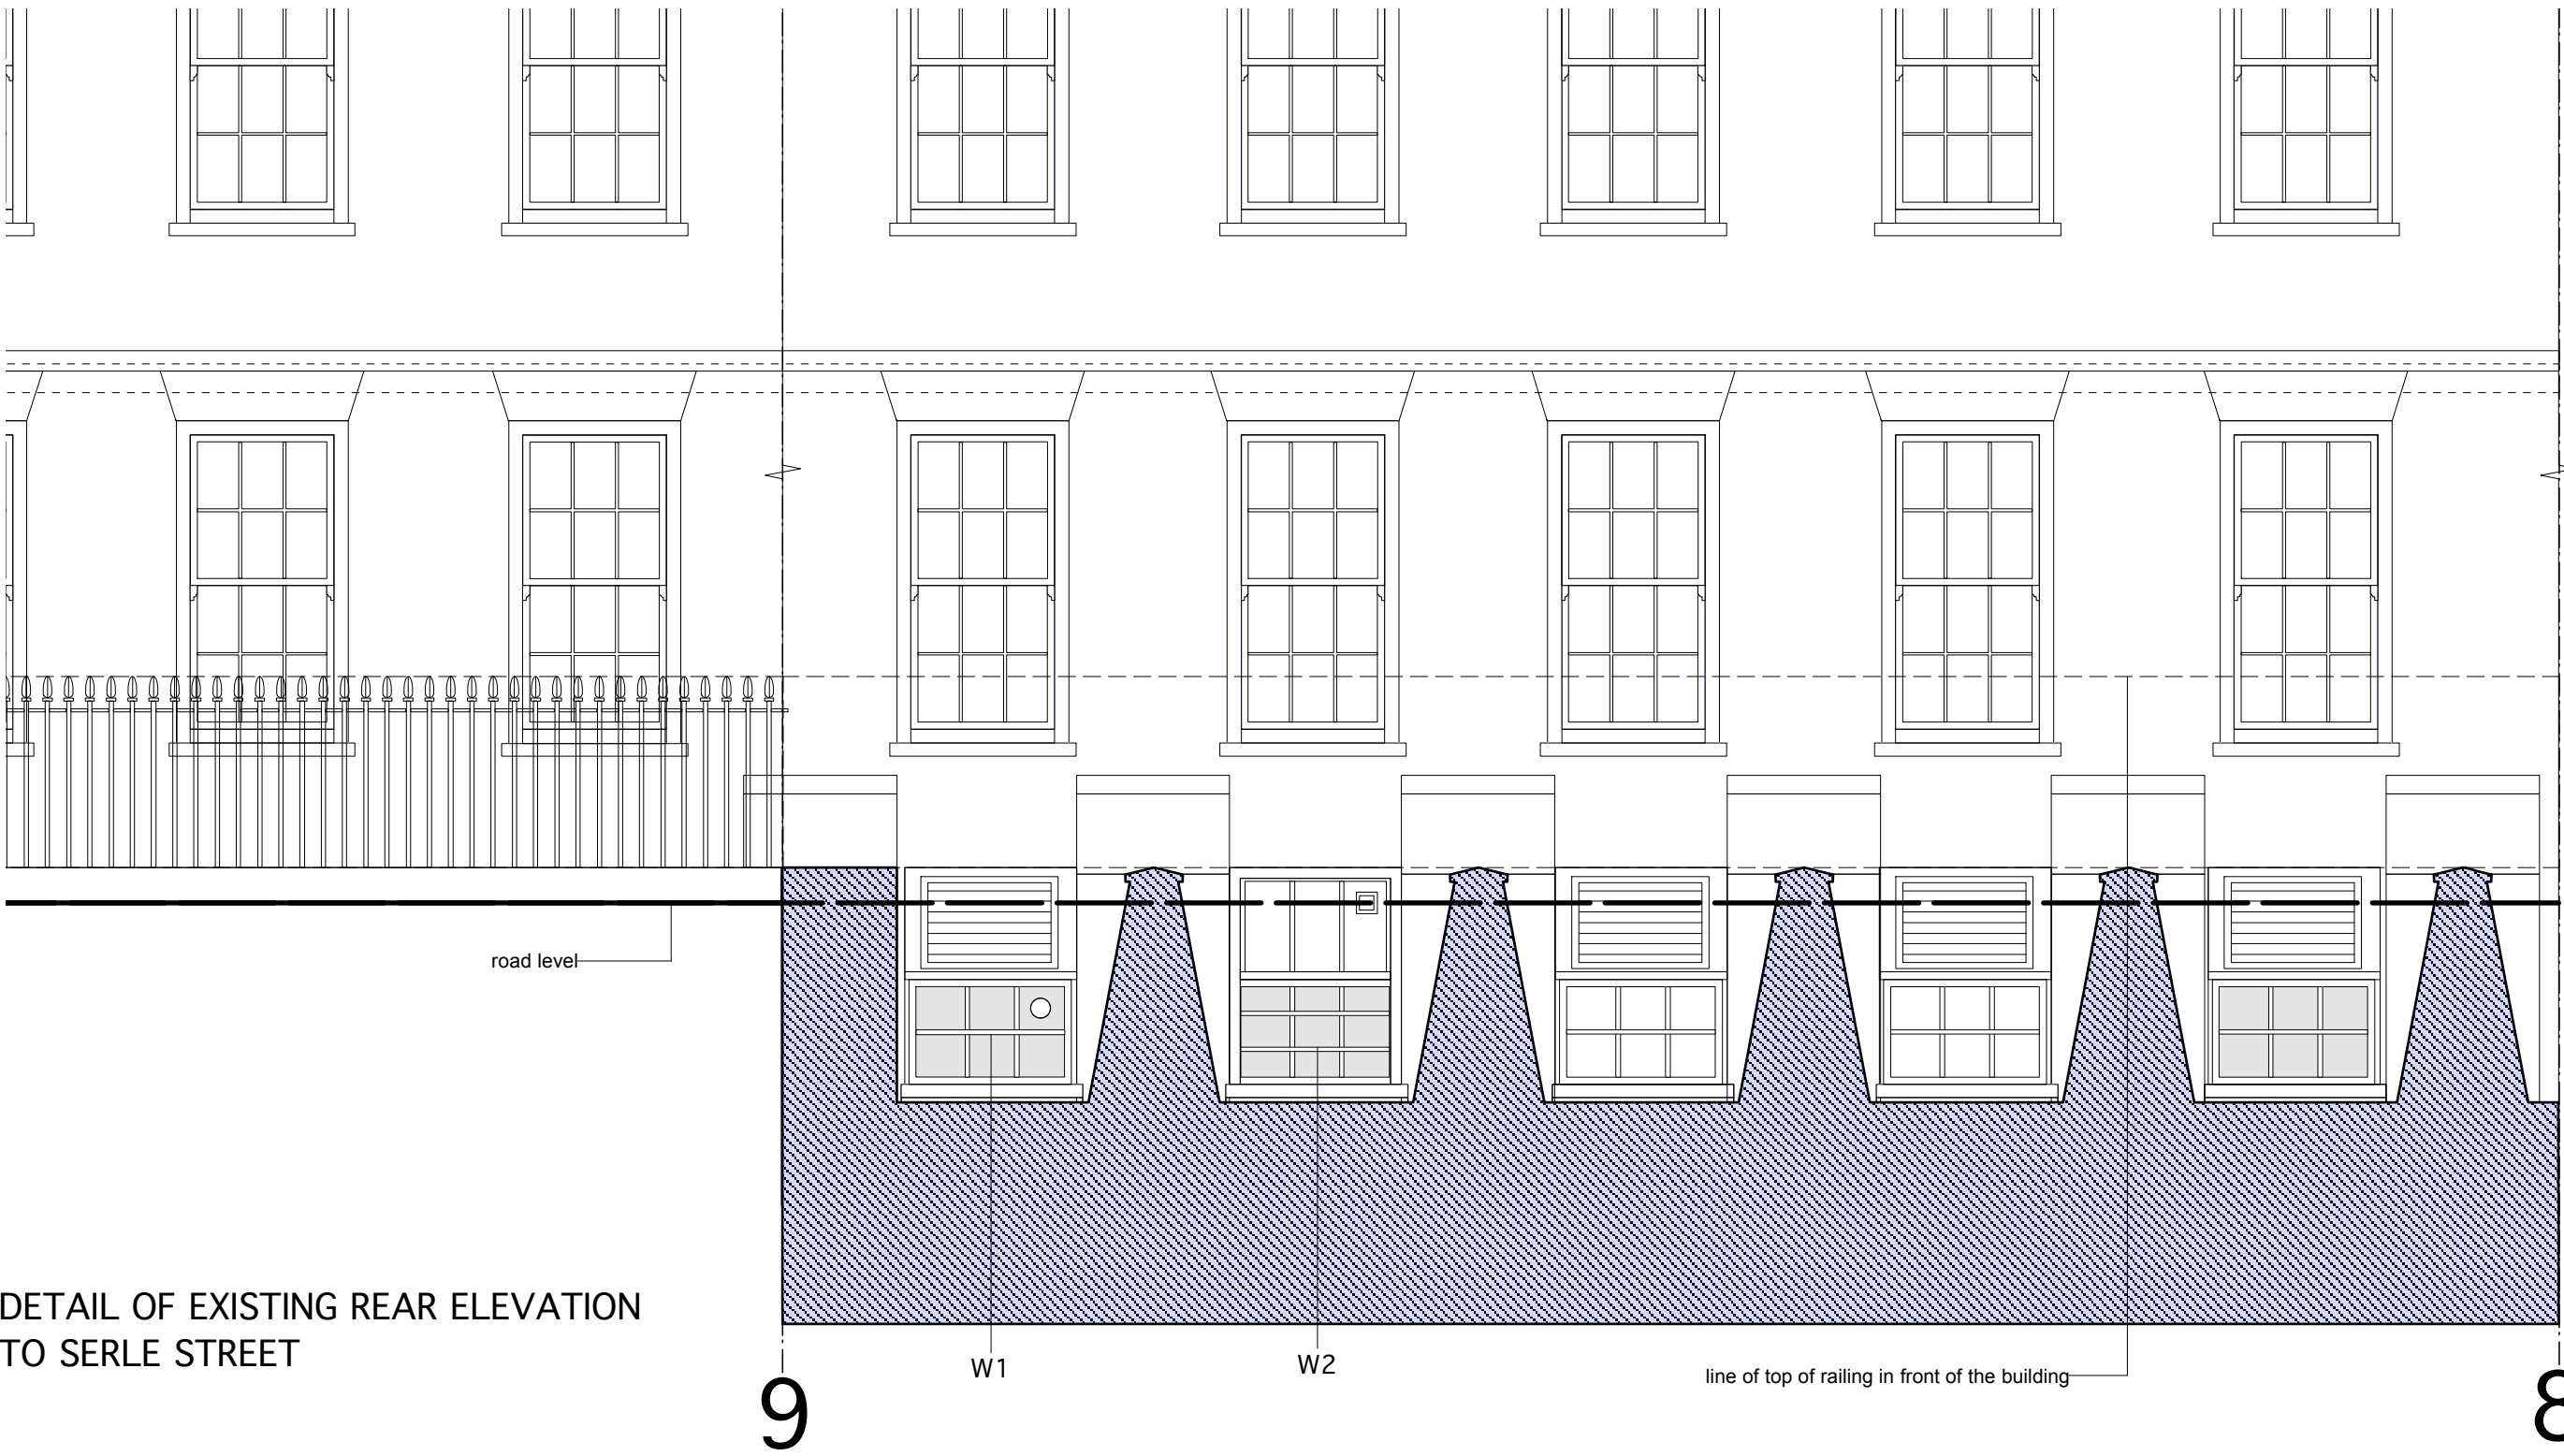 road level
DETAIL OF EXISTING REAR ELEVATION
TO SERLE STREET
W1
W2
line of top of railing in front of the building
9
8